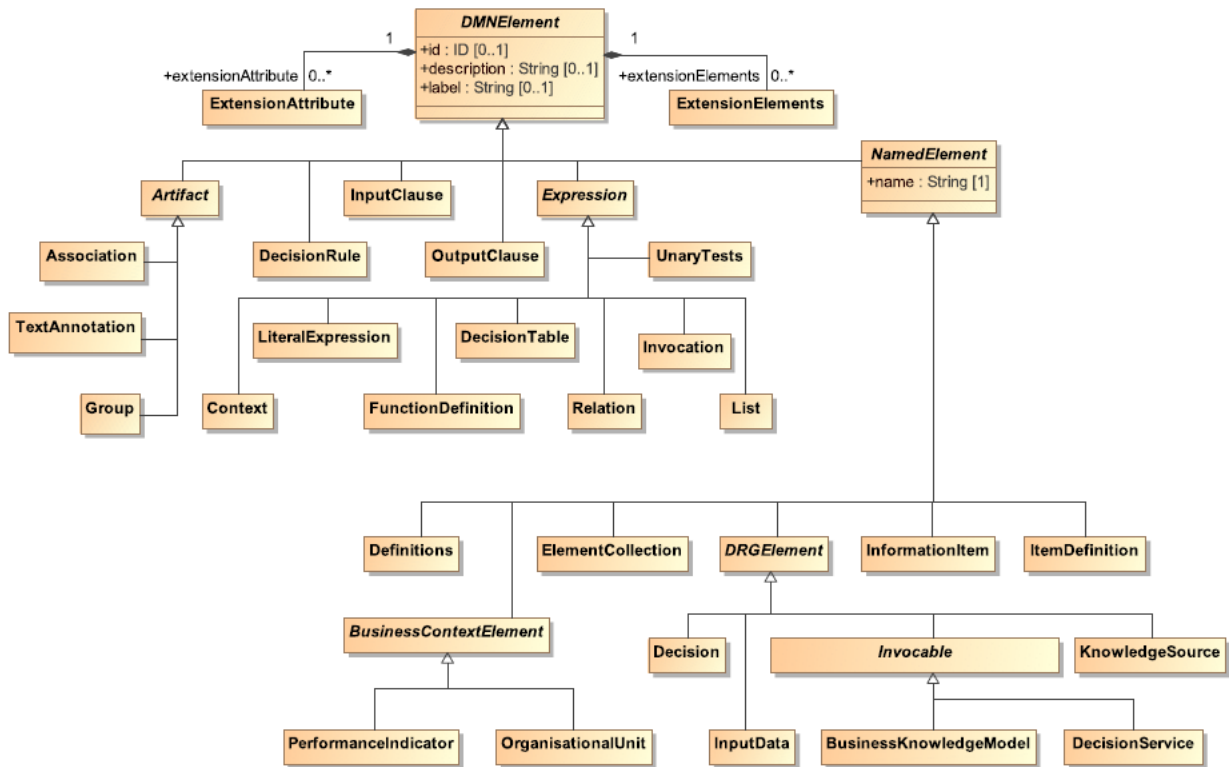 DMNElement
+id : ID [0..1]
+description : String [0..1]
+label : String [0..1]
1
1
+extensionAttribute
0..*
+extensionElements
0..*
ExtensionAttribute
ExtensionElements
NamedElement
+name : String [1]
Artifact
InputClause
Expression
Association
DecisionRule
OutputClause
UnaryTests
TextAnnotation
LiteralExpression
DecisionTable
Invocation
Group
Context
FunctionDefinition
Relation
List
Definitions
ElementCollection
DRGElement
InformationItem
ItemDefinition
BusinessContextElement
Decision
Invocable
KnowledgeSource
PerformanceIndicator
OrganisationalUnit
InputData
BusinessKnowledgeModel
DecisionService